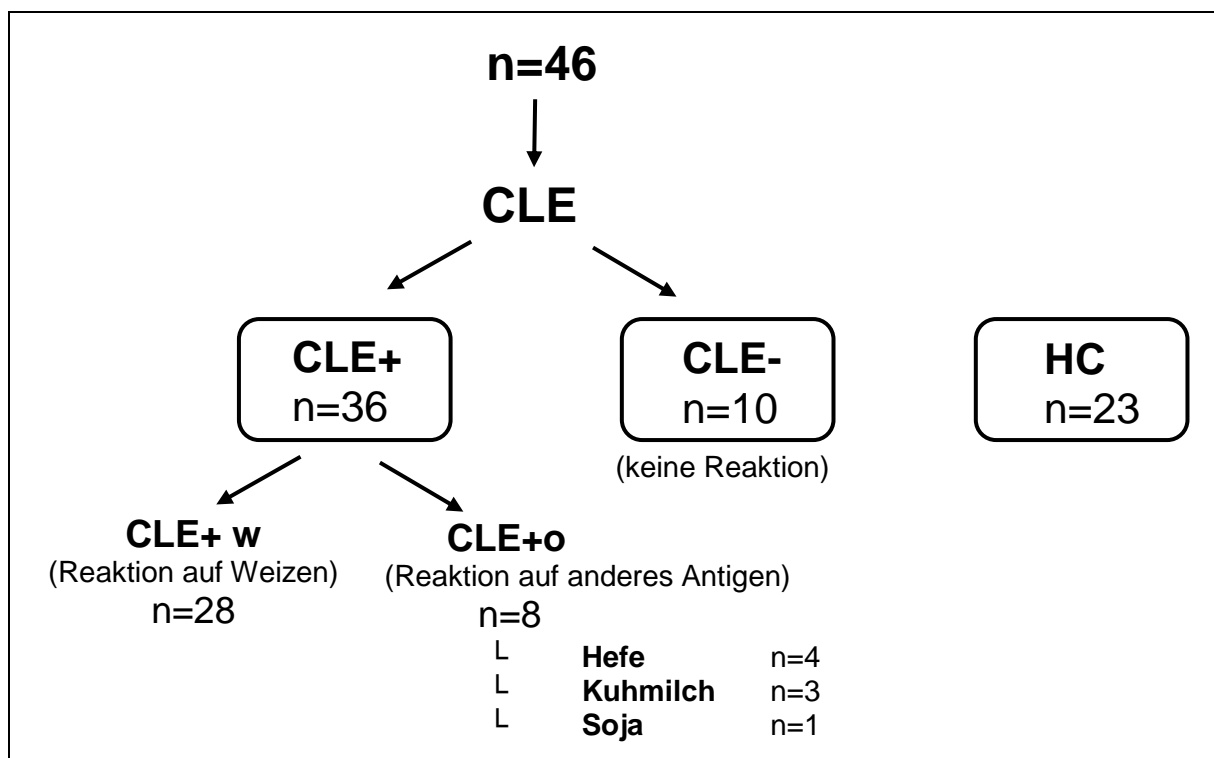 n=46
CLE
CLE+
n=36
CLE-
n=10
(keine Reaktion)
HC
n=23
CLE+ w
(Reaktion auf Weizen)
n=28
CLE+o
(Reaktion auf anderes Antigen)
n=8
└ Hefe n=4
└ Kuhmilch n=3
└ Soja n=1